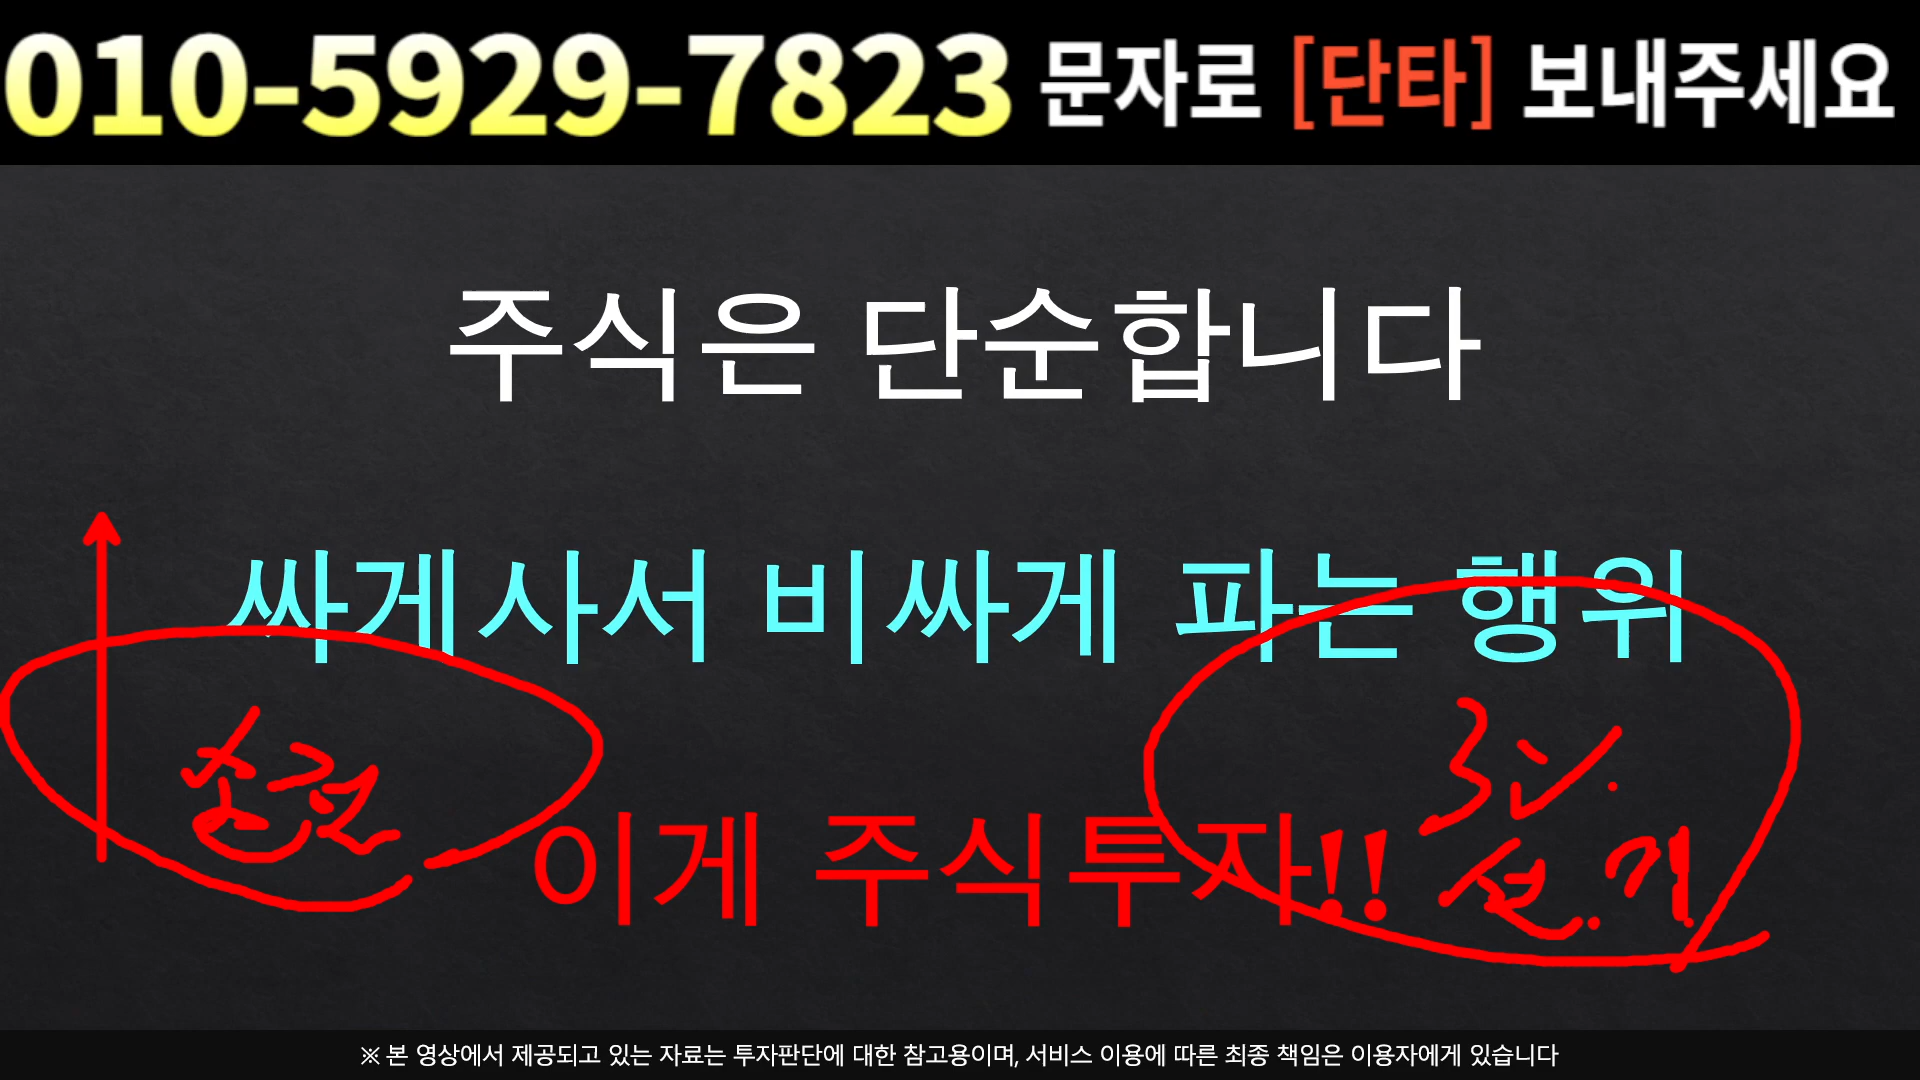 010-5929-7823 문자로 [단타] 보내주세요
주식은 단순합니다
싸게사서 비싸게 파는 행위
손절
3%
이게 주식투자!!
※ 본 영상에서 제공되고 있는 자료는 투자판단에 대한 참고용이며, 서비스 이용에 따른 최종 책임은 이용자에게 있습니다